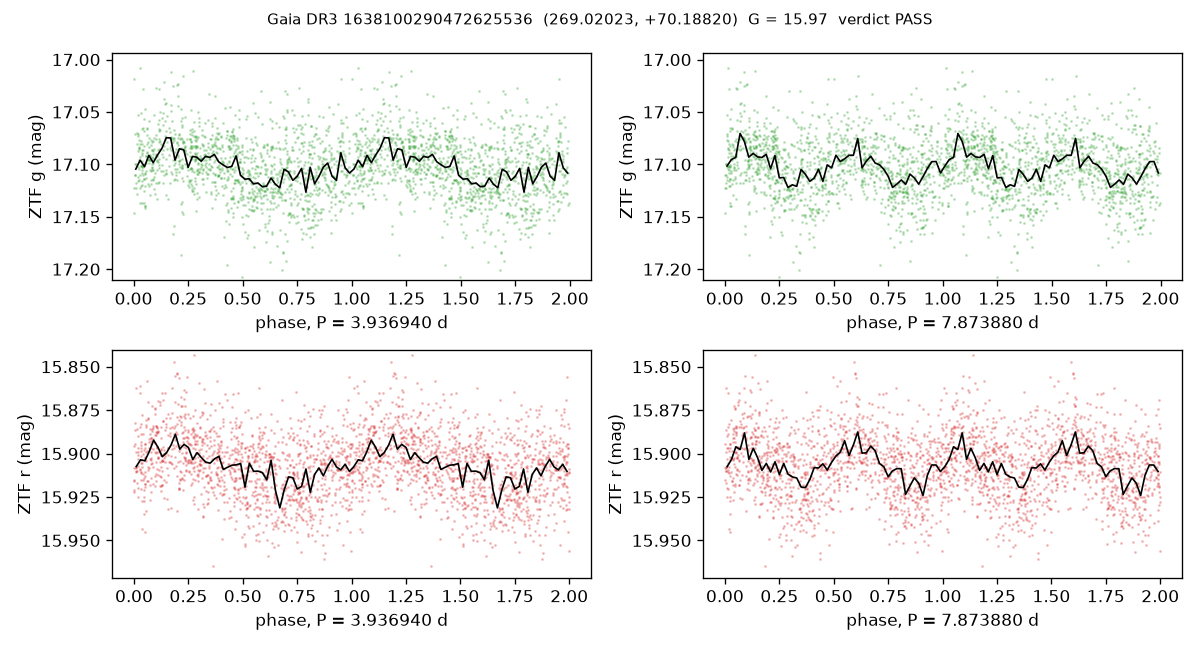 Gaia DR3 1638100290472625536 (269.02023, +70.18820) G = 15.97 verdict PASS
ZTF g (mag)
17.00
17.05
17.10
17.15
17.20
0.00 0.25 0.50 0.75 1.00 1.25 1.50 1.75 2.00
phase, P = 3.936940 d
ZTF g (mag)
17.00
17.05
17.10
17.15
17.20
0.00 0.25 0.50 0.75 1.00 1.25 1.50 1.75 2.00
phase, P = 7.873880 d
ZTF r (mag)
15.850
15.875
15.900
15.925
15.950
0.00 0.25 0.50 0.75 1.00 1.25 1.50 1.75 2.00
phase, P = 3.936940 d
ZTF r (mag)
15.850
15.875
15.900
15.925
15.950
0.00 0.25 0.50 0.75 1.00 1.25 1.50 1.75 2.00
phase, P = 7.873880 d